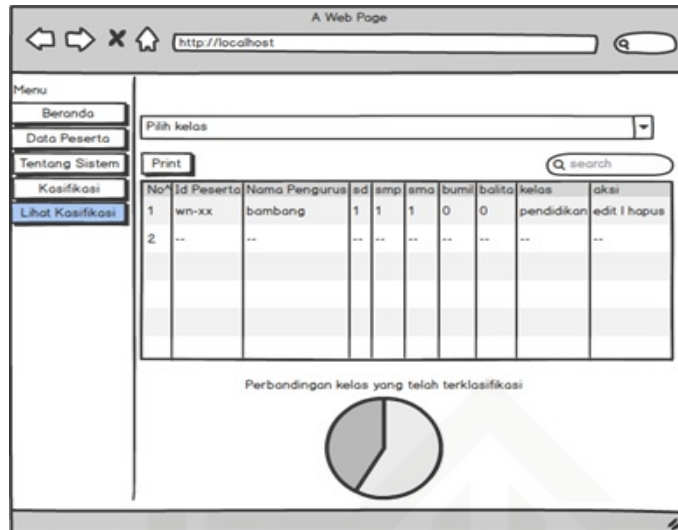 A Web Page
http://localhost
Menu
Beranda
Data Peserta
Tentang Sistem
Kasifikasi
Lihat Kasifikasi
Pilih kelas
Print
search
No^ Id Peserta Nama Pengurus sd smp sma bumil balita kelas aksi
1 wn-xx bambang 1 1 1 0 0 pendidikan edit I hapus
2 -- -- -- -- -- -- -- -- --
Perbandingan kelas yang telah terklasifikasi